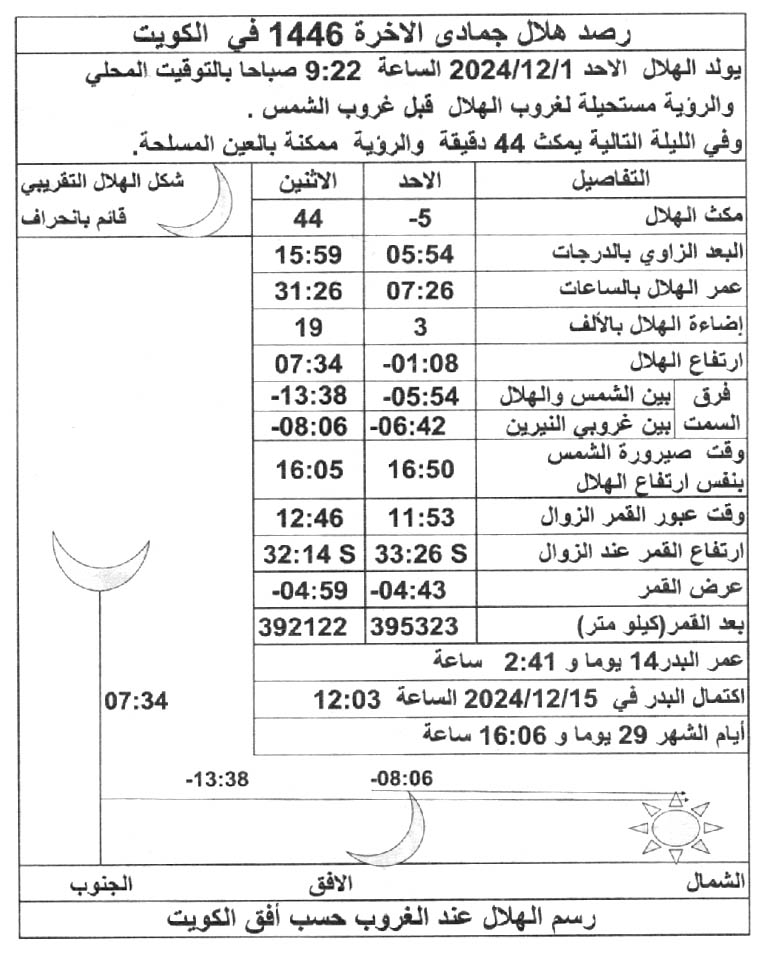 رصد هلال جمادى الاخرة 1446 في الكويت
يولد الهلال الاحد 2024/12/1 الساعة 9:22 صباحا بالتوقيت المحلي
والرؤية مستحيلة لغروب الهلال قبل غروب الشمس .
وفي الليلة التالية يمكث 44 دقيقة والرؤية ممكنة بالعين المسلحة.
التفاصيل الاحد الاثنين شكل الهلال التقريبي
مكث الهلال -5 44 قائم بانحراف
البعد الزاوي بالدرجات 05:54 15:59
عمر الهلال بالساعات 07:26 31:26
إضاءة الهلال بالألف 3 19
ارتفاع الهلال -01:08 07:34
فرق بين الشمس والهلال -05:54 -13:38
السمت بين غروبي النيرين -06:42 -08:06
وقت صيرورة الشمس
بنفس ارتفاع الهلال 16:50 16:05
وقت عبور القمر الزوال 11:53 12:46
ارتفاع القمر عند الزوال 33:26 S 32:14 S
عرض القمر -04:43 -04:59
بعد القمر(كيلو متر) 395323 392122
عمر البدر14 يوما و 2:41 ساعة
اكتمال البدر في 2024/12/15 الساعة 12:03
07:34
أيام الشهر 29 يوما و 16:06 ساعة
-08:06 -13:38
الشمال الافق الجنوب
رسم الهلال عند الغروب حسب أفق الكويت